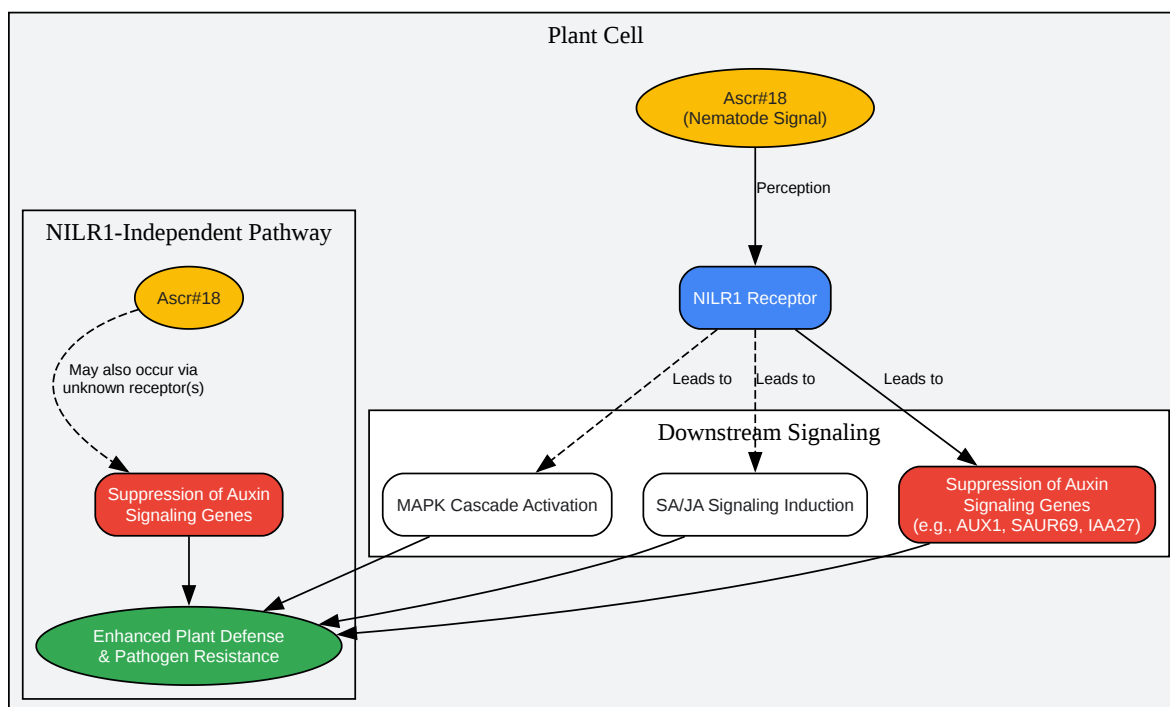 Plant Cell
Ascr#18
(Nematode Signal)
Perception
NILR1 Receptor
Leads to
Leads to
Leads to
NILR1-Independent Pathway
Ascr#18
May also occur via
unknown receptor(s)
Suppression of Auxin
Signaling Genes
Downstream Signaling
MAPK Cascade Activation
SA/JA Signaling Induction
Suppression of Auxin
Signaling Genes
(e.g., AUX1, SAUR69, IAA27)
Enhanced Plant Defense
& Pathogen Resistance